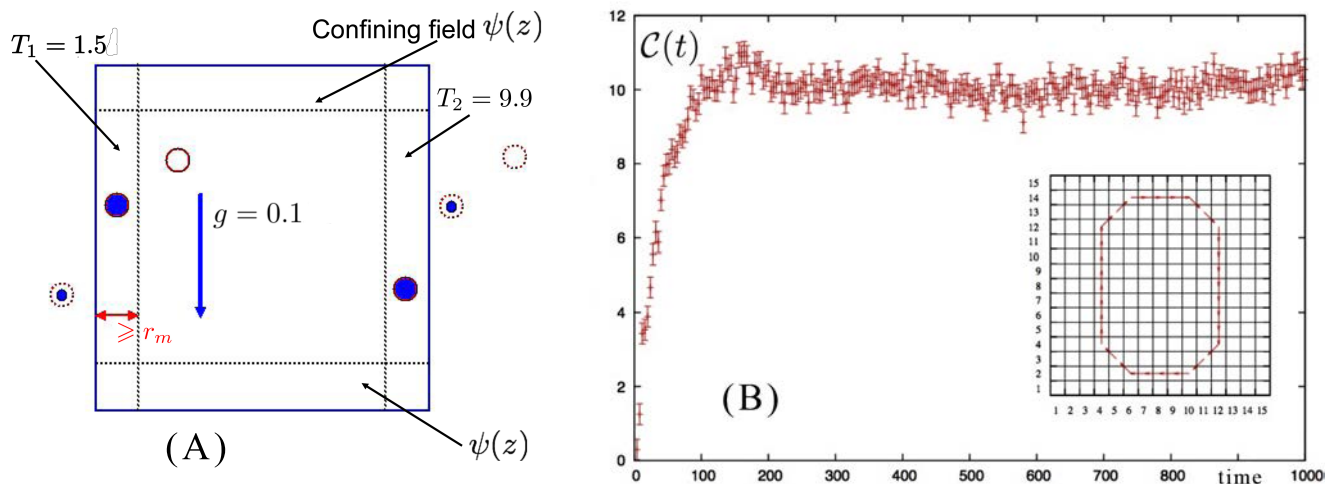 Confining field ψ(z)
T₁ = 1.5
T₂ = 9.9
g = 0.1
⩾ rₘ
ψ(z)
(A)
12
10
8
6
4
2
0
C(t)
(B)
15
14
13
12
11
10
9
8
7
6
5
4
3
2
1
1 2 3 4 5 6 7 8 9 10 11 12 13 14 15
0 100 200 300 400 500 600 700 800 900 1000
time